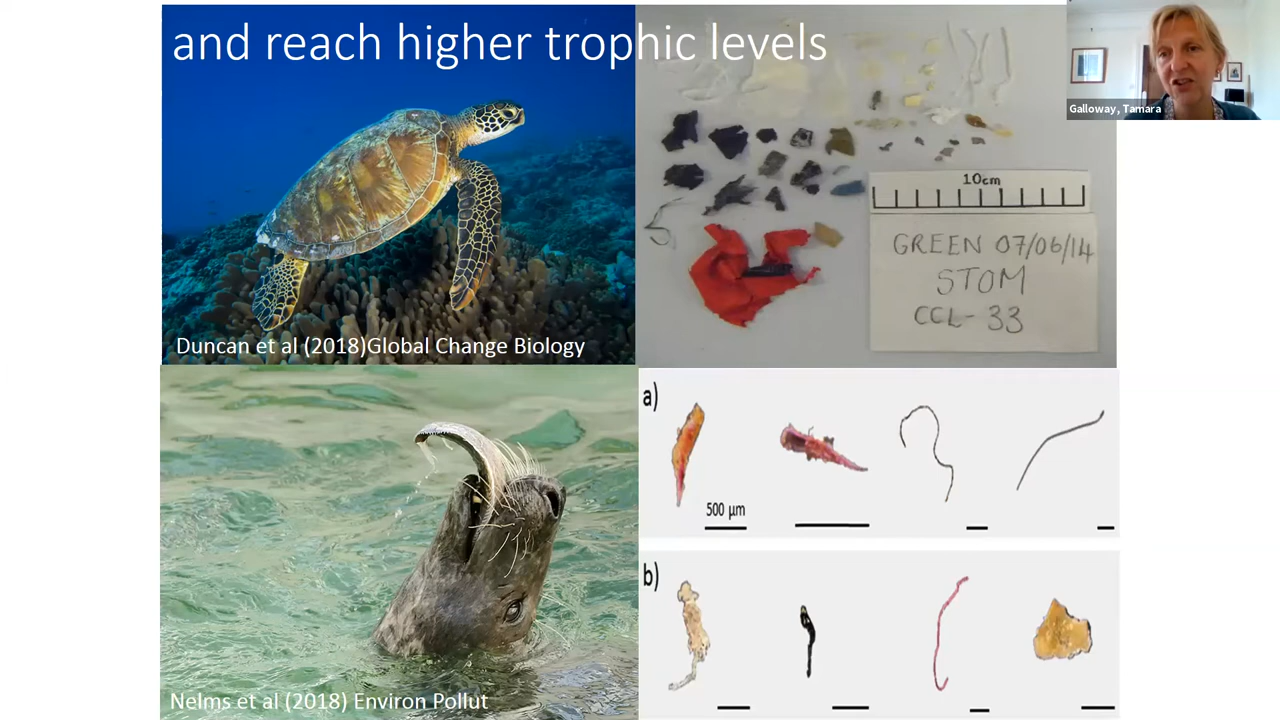 and reach higher trophic levels
Galloway, Tamara
10cm
GREEN 07/06/14
STOM
CCL-33
Duncan et al (2018)Global Change Biology
a)
500 µm
b)
Nelms et al (2018) Environ Pollut